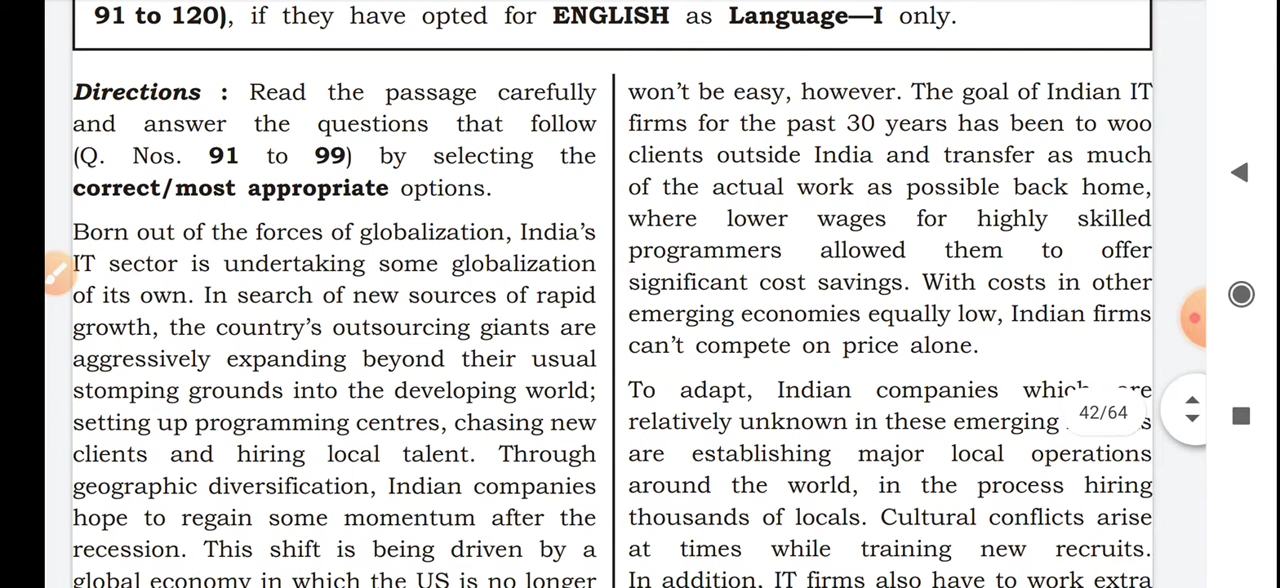 91 to 120), if they have opted for ENGLISH as Language—I only.
Directions : Read the passage carefully
and answer the questions that follow
(Q. Nos. 91 to 99) by selecting the
correct/most appropriate options.
Born out of the forces of globalization, India's
IT sector is undertaking some globalization
of its own. In search of new sources of rapid
growth, the country's outsourcing giants are
aggressively expanding beyond their usual
stomping grounds into the developing world;
setting up programming centres, chasing new
clients and hiring local talent. Through
geographic diversification, Indian companies
hope to regain some momentum after the
recession. This shift is being driven by a
global economy in which the US is no longer
won't be easy, however. The goal of Indian IT
firms for the past 30 years has been to woo
clients outside India and transfer as much
of the actual work as possible back home,
where lower wages for highly skilled
programmers allowed them to offer
significant cost savings. With costs in other
emerging economies equally low, Indian firms
can't compete on price alone.
To adapt, Indian companies which are
relatively unknown in these emerging
are establishing major local operations
around the world, in the process hiring
thousands of locals. Cultural conflicts arise
at times while training new recruits.
In addition, IT firms also have to work extra
42/64